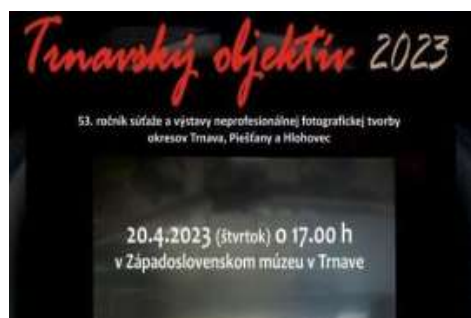 Trnavský objektív 2023
53. ročník súťaže a výstavy neprofesionálnej fotografickej tvorby
okresov Trnava, Piešťany a Hlohovec
20.4.2023 (štvrtok) o 17.00 h
v Západoslovenskom múzeu v Trnave